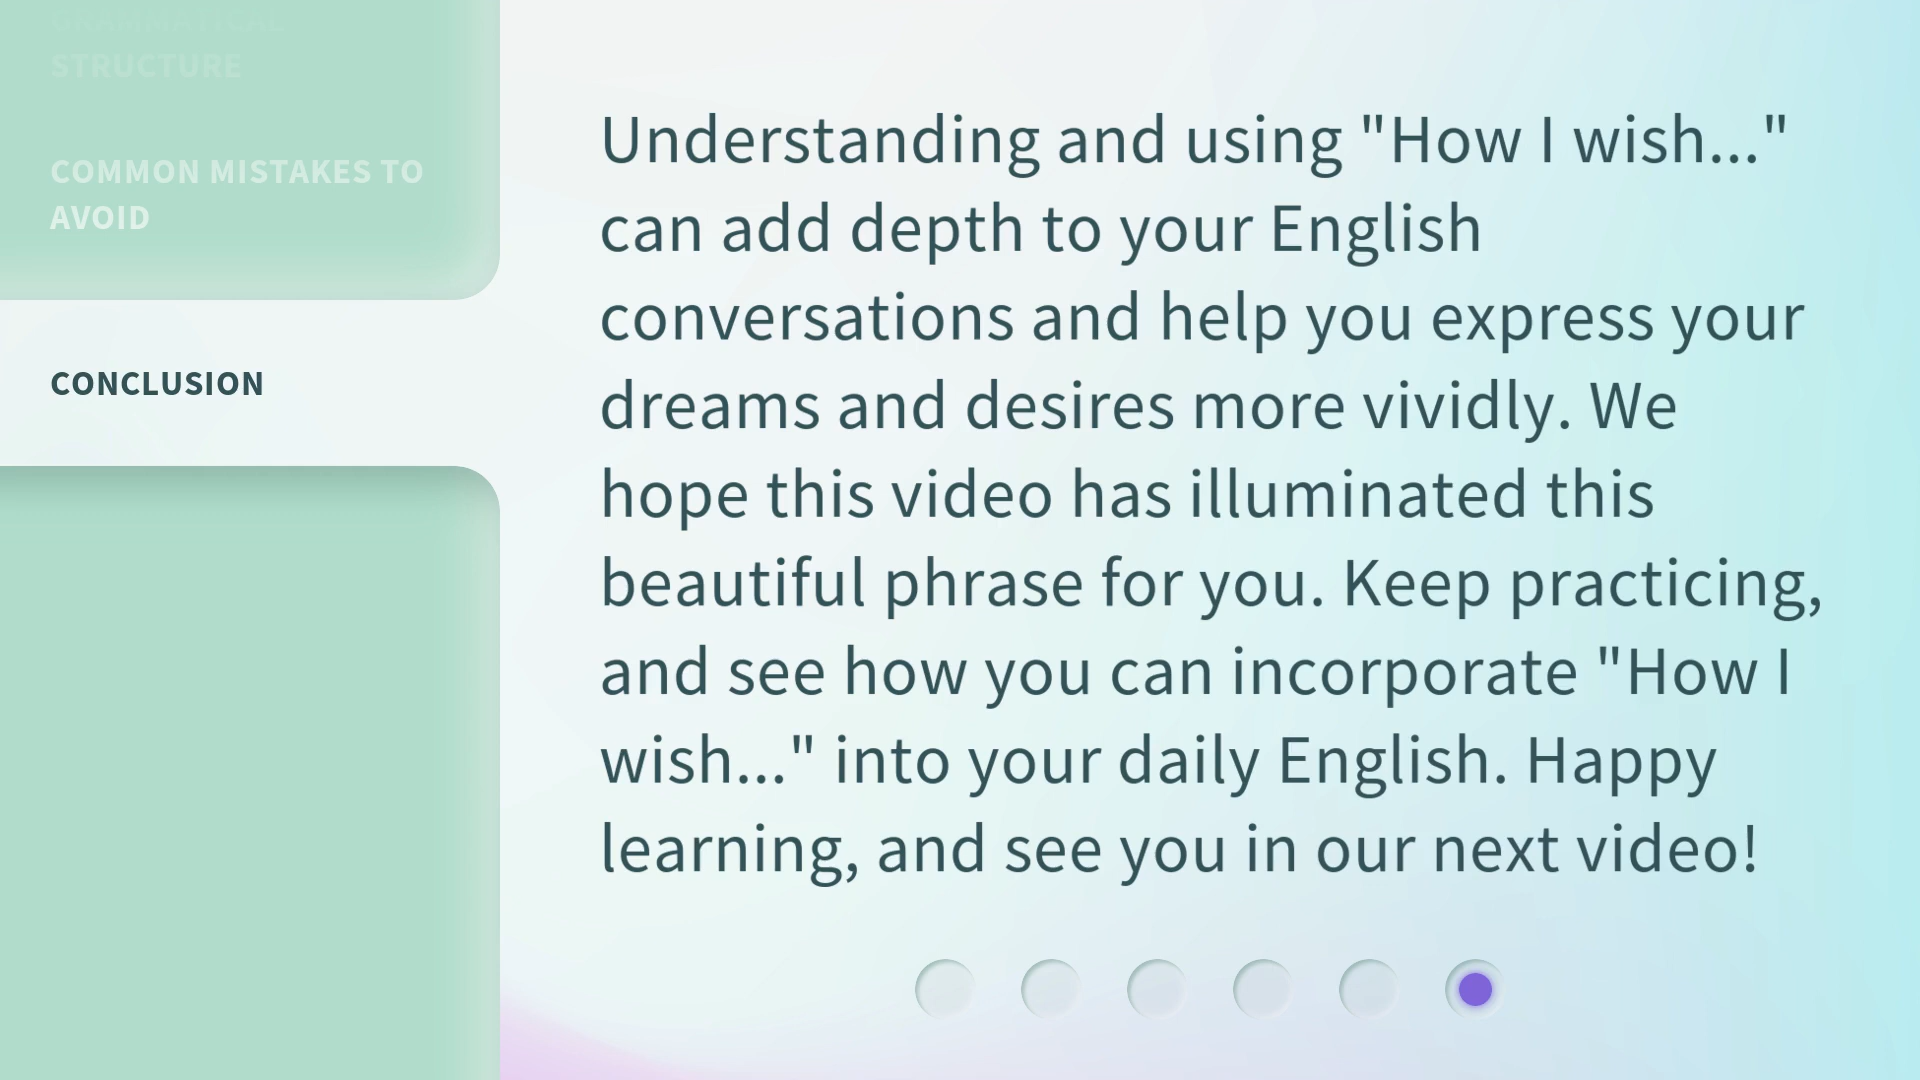 GRAMMATICAL
STRUCTURE
COMMON MISTAKES TO
AVOID
CONCLUSION
Understanding and using "How I wish..."
can add depth to your English
conversations and help you express your
dreams and desires more vividly. We
hope this video has illuminated this
beautiful phrase for you. Keep practicing,
and see how you can incorporate "How I
wish..." into your daily English. Happy
learning, and see you in our next video!